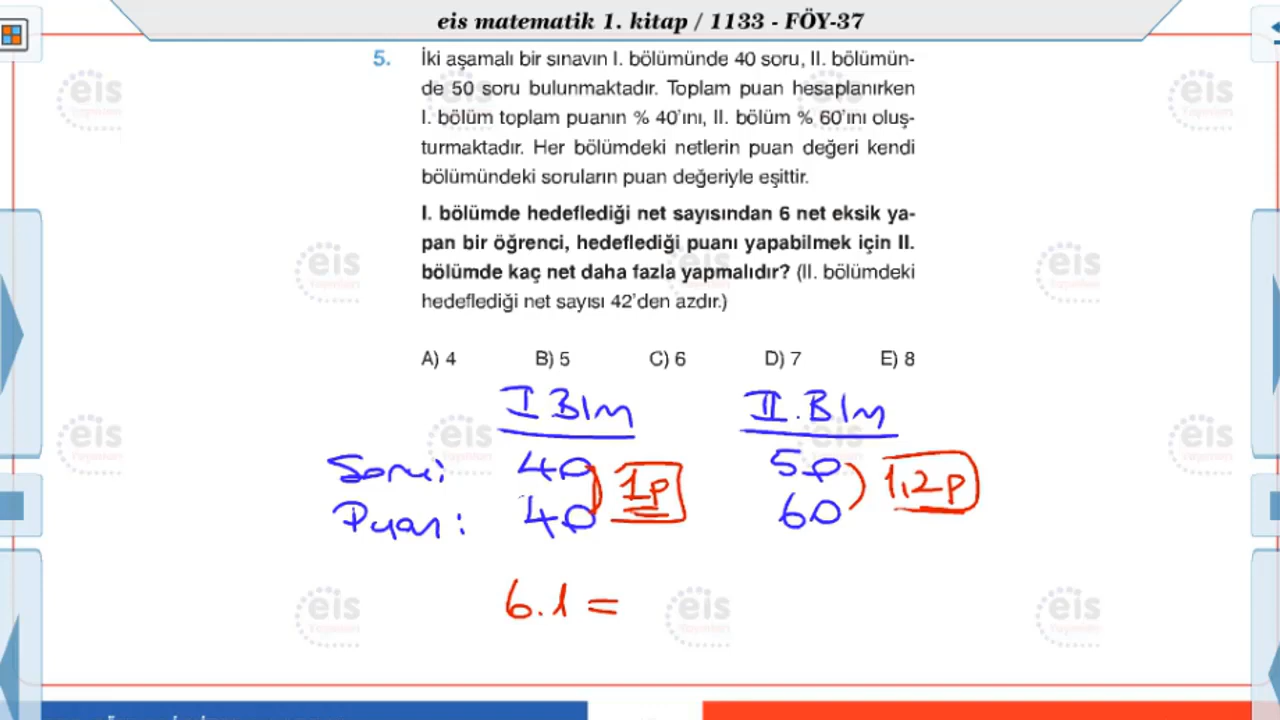 eis matematik 1. kitap / 1133 - FÖY-37
5. İki aşamalı bir sınavın I. bölümünde 40 soru, II. bölümün-
de 50 soru bulunmaktadır. Toplam puan hesaplanırken
I. bölüm toplam puanın % 40'ını, II. bölüm % 60'ını oluş-
turmaktadır. Her bölümdeki netlerin puan değeri kendi
bölümündeki soruların puan değeriyle eşittir.
I. bölümde hedeflediği net sayısından 6 net eksik ya-
pan bir öğrenci, hedeflediği puanı yapabilmek için II.
bölümde kaç net daha fazla yapmalıdır? (II. bölümdeki
hedeflediği net sayısı 42'den azdır.)
A) 4 B) 5 C) 6 D) 7 E) 8
I Blm II. Blm
Soru: 40 1p 50 1,2p
Puan: 40 60
6.1 =